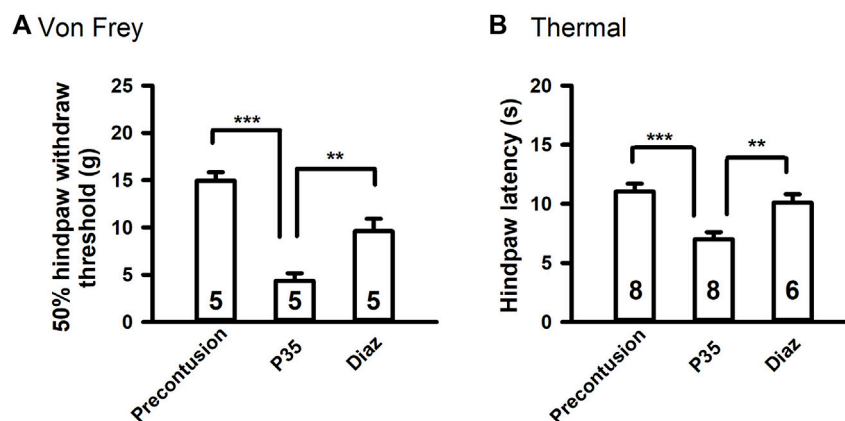 A Von Frey
50% hindpaw withdraw
threshold (g)
25
20
15
10
5
0
***
**
5
5
5
Precontusion
P35
Diaz
B Thermal
Hindpaw latency (s)
20
15
10
5
0
***
**
8
8
6
Precontusion
P35
Diaz